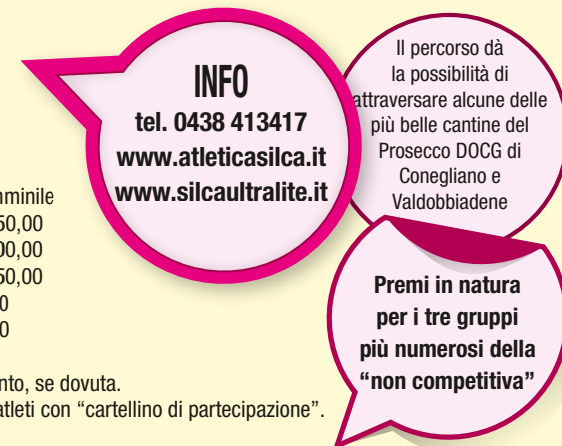 INFO
tel. 0438 413417
www.atleticasilca.it
www.silcaultralite.it
Il percorso dà
la possibilità di
attraversare alcune delle
più belle cantine del
Prosecco DOCG di
Conegliano e
Valdobbiadene
Premi in natura
per i tre gruppi
più numerosi della
“non competitiva”
50,00
00,00
50,00
0
0
se dovuta.
atleti con “cartellino di partecipazione”.